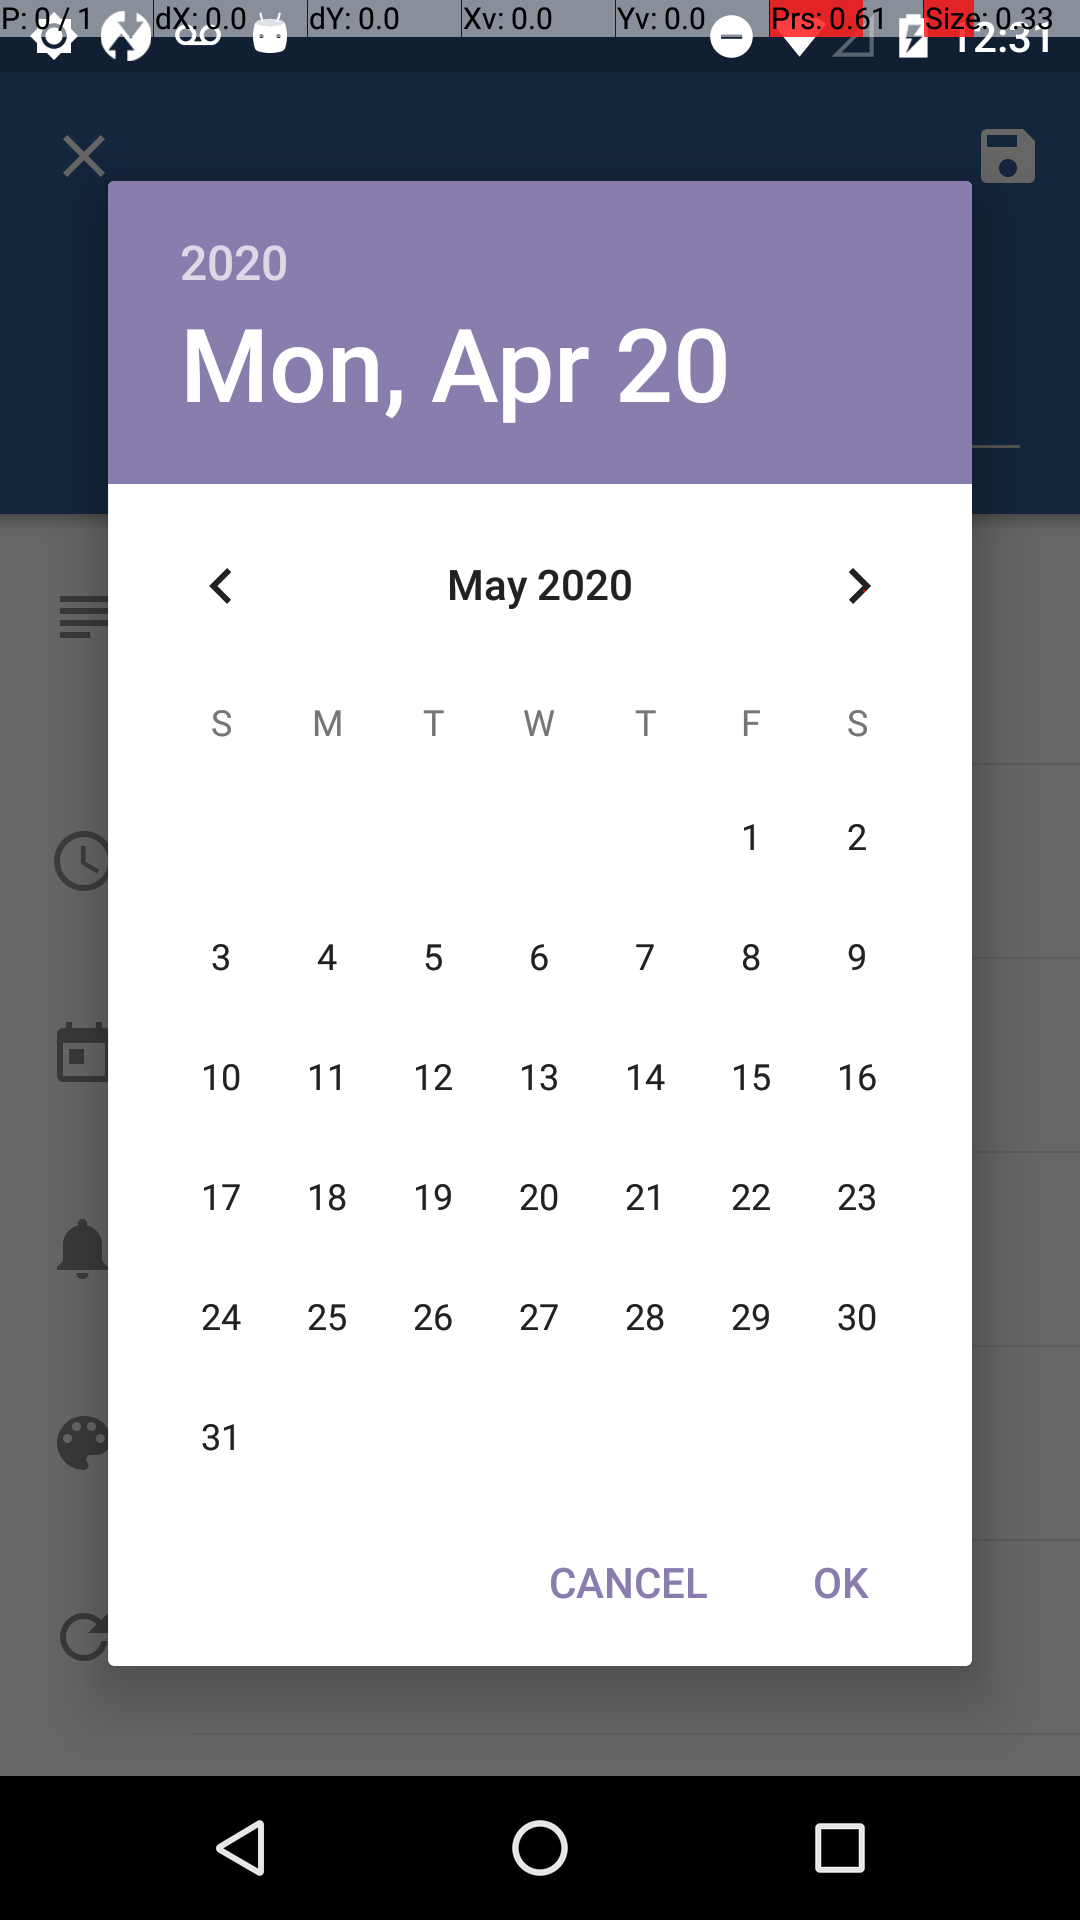 P: 0 / 1 dX: 0.0 dY: 0.0 Xv: 0.0 Yv: 0.0 Prs: 0.61 Size: 0.33
12:31
2020
Mon, Apr 20
May 2020
S M T W T F S
1 2
3 4 5 6 7 8 9
10 11 12 13 14 15 16
17 18 19 20 21 22 23
24 25 26 27 28 29 30
31
CANCEL OK